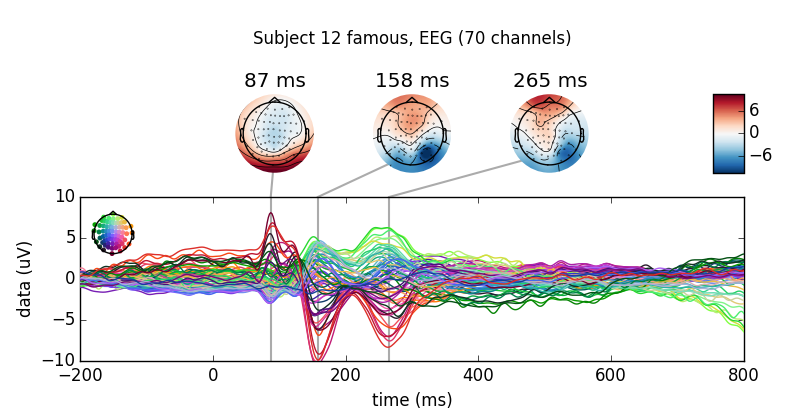 Subject 12 famous, EEG (70 channels)
87 ms 158 ms 265 ms
6
0
−6
10
5
0
−5
−10
data (uV)
−200 0 200 400 600 800
time (ms)